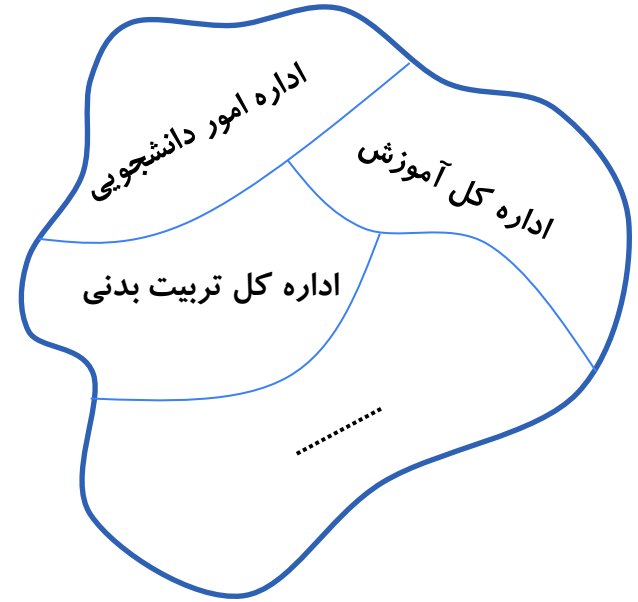 اداره امور دانشجویی
اداره کل آموزش
اداره کل تربیت بدنی
..................